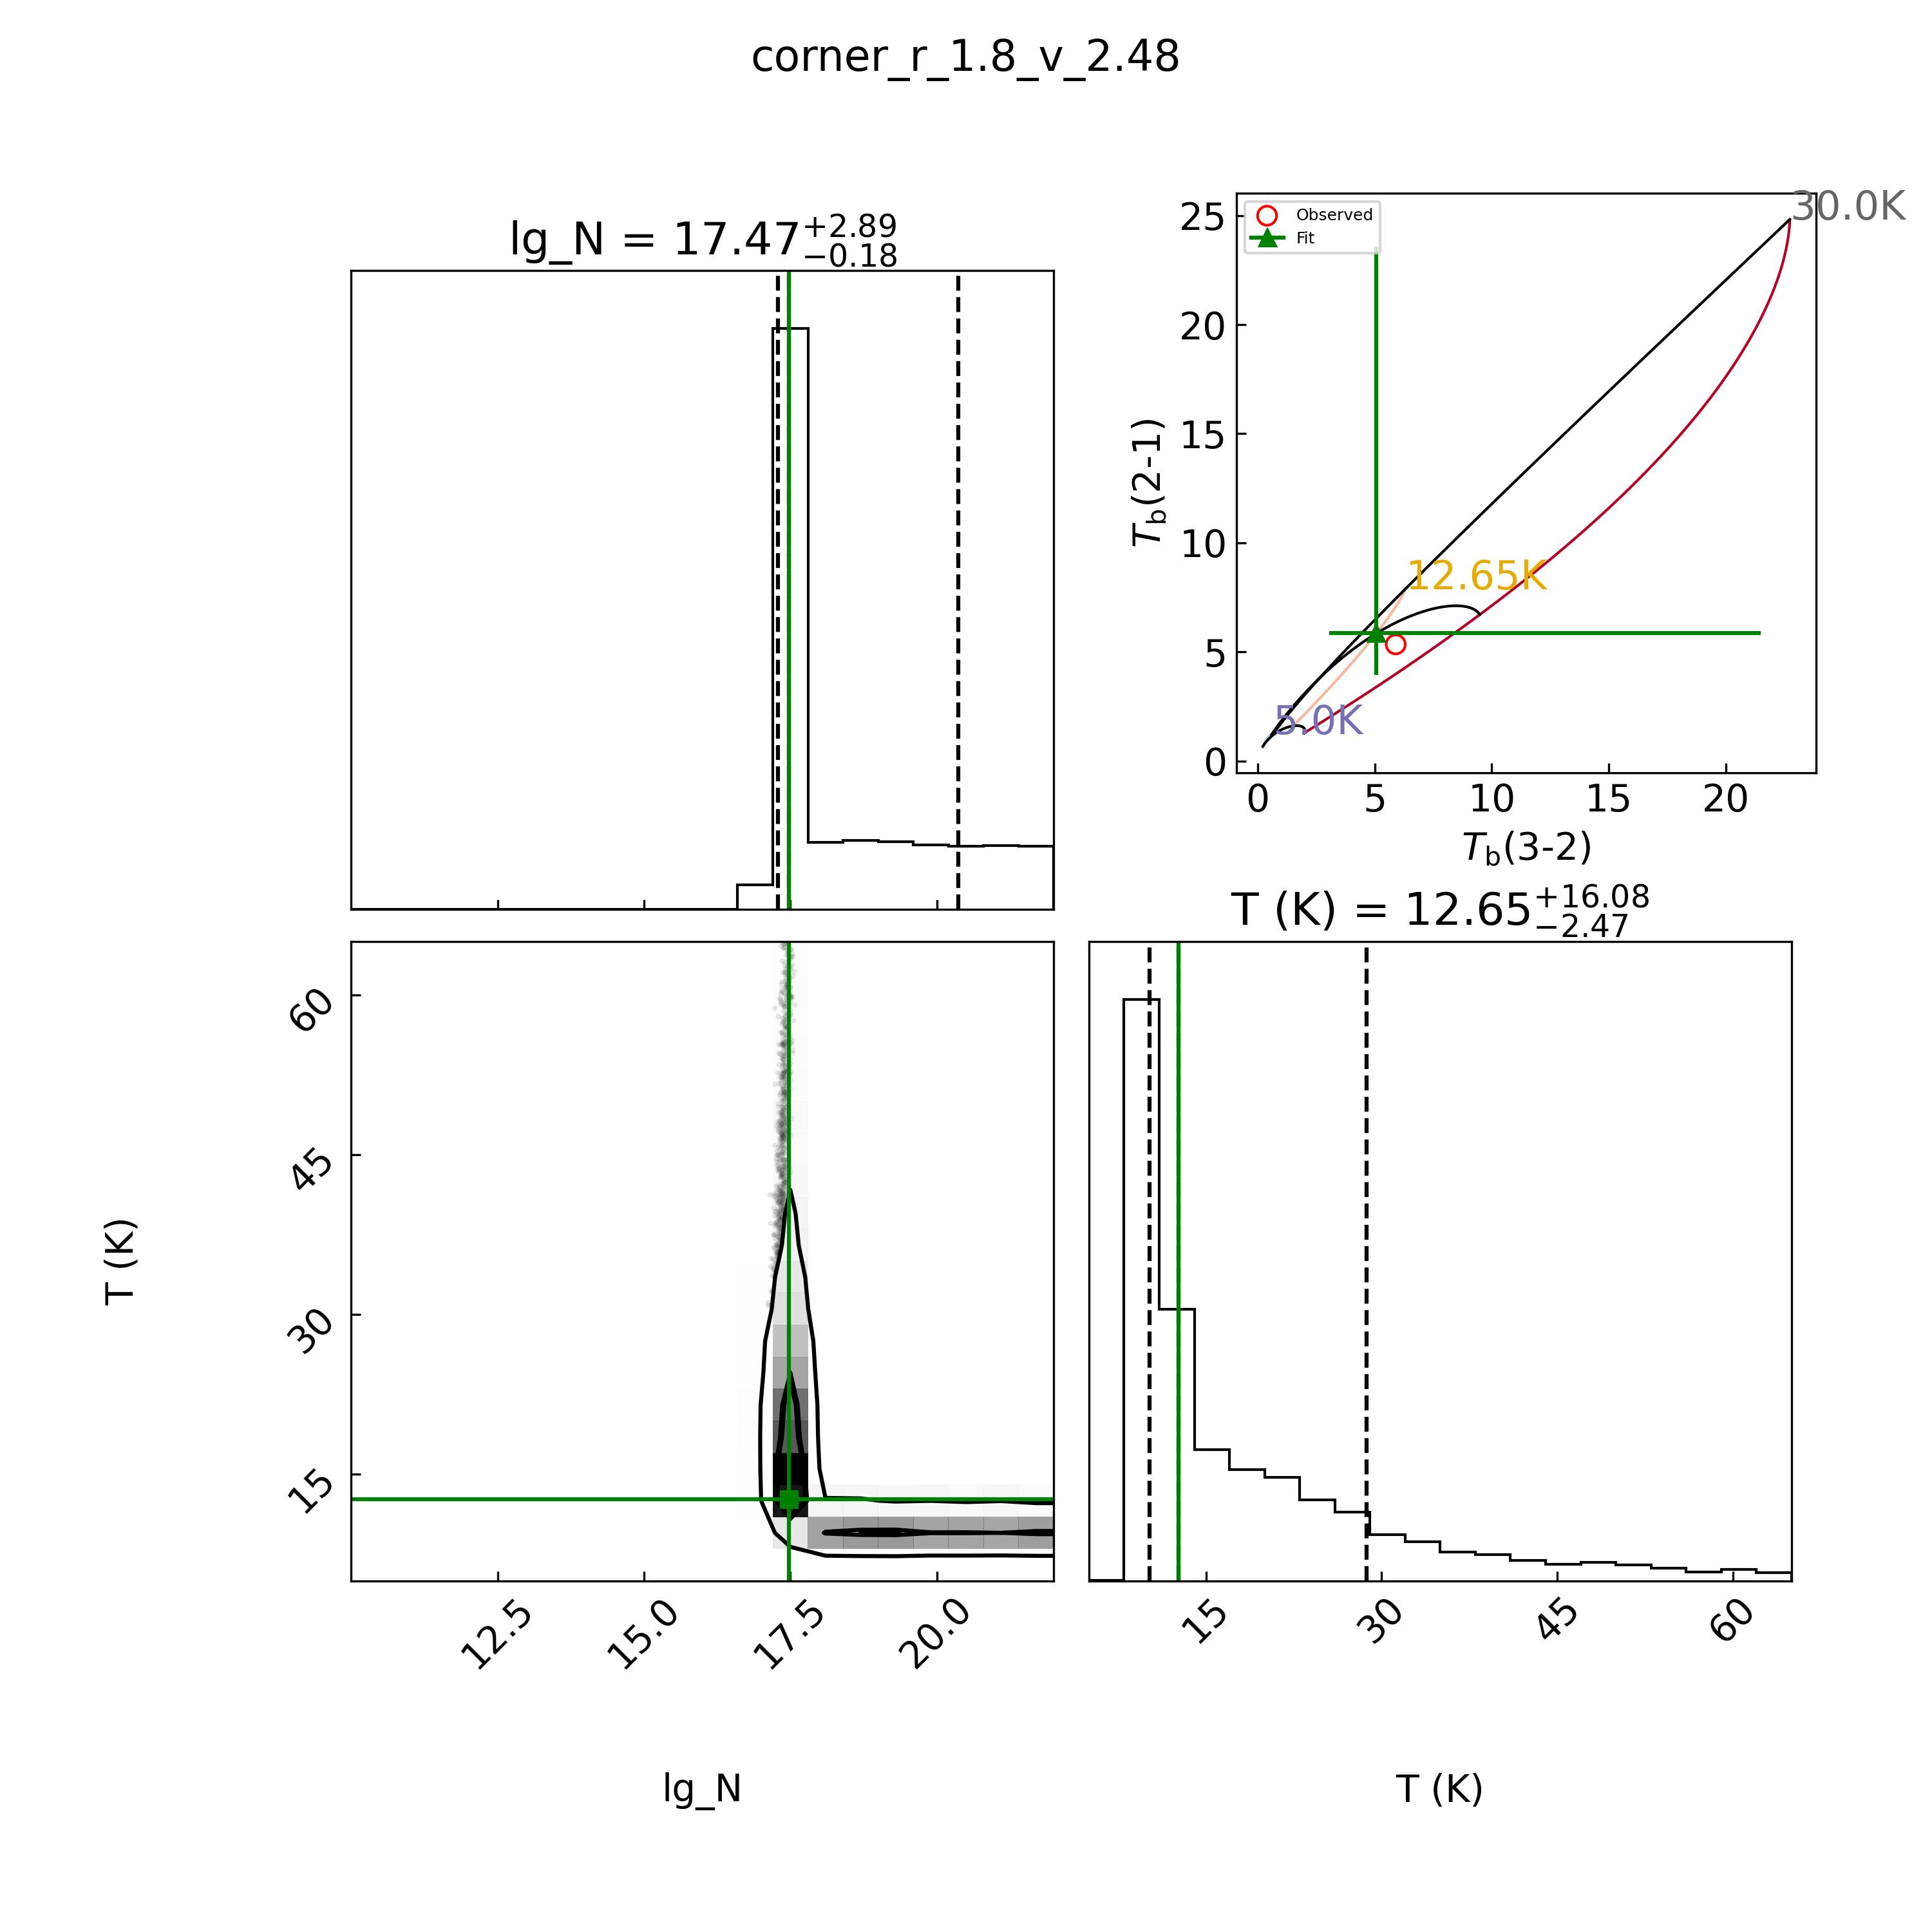 corner_r_1.8_v_2.48
lg_N = 17.47+2.89−0.18
30.0K
25
20
15
10
5
0
Observed
Fit
Tb(2-1)
12.65K
5.0K
0 5 10 15 20
Tb(3-2)
T (K) = 12.65+16.08−2.47
60
45
30
15
T (K)
12.5 15.0 17.5 20.0
15 30 45 60
lg_N
T (K)